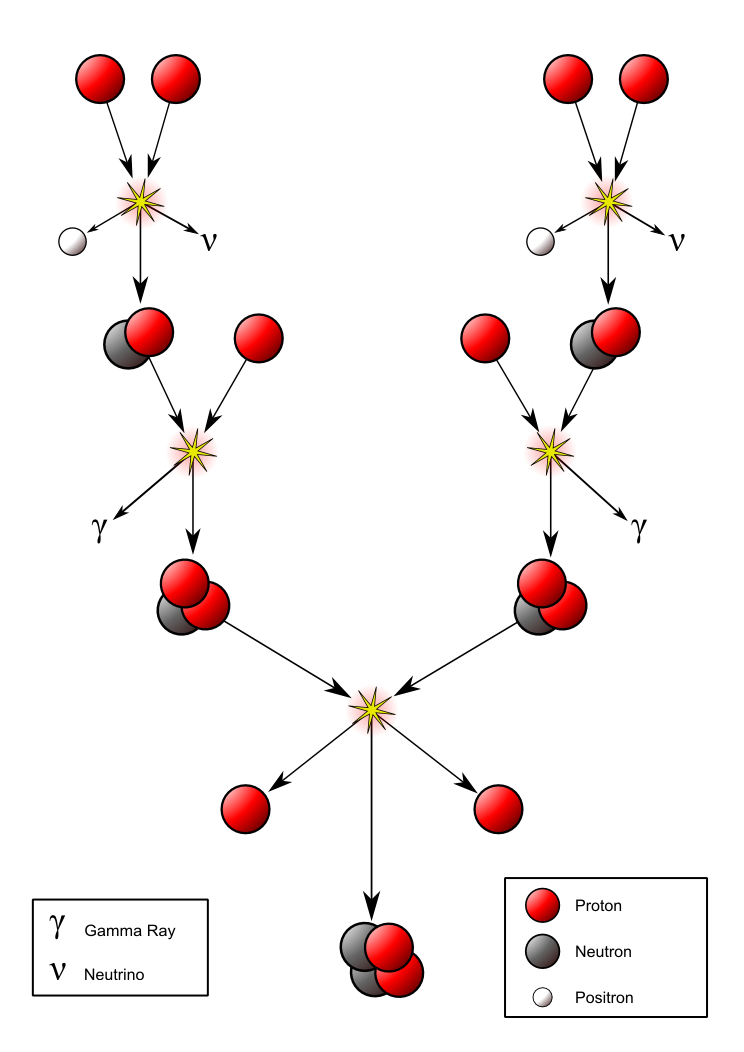 ν
ν
γ
γ
γ Gamma Ray
ν Neutrino
Proton
Neutron
Positron